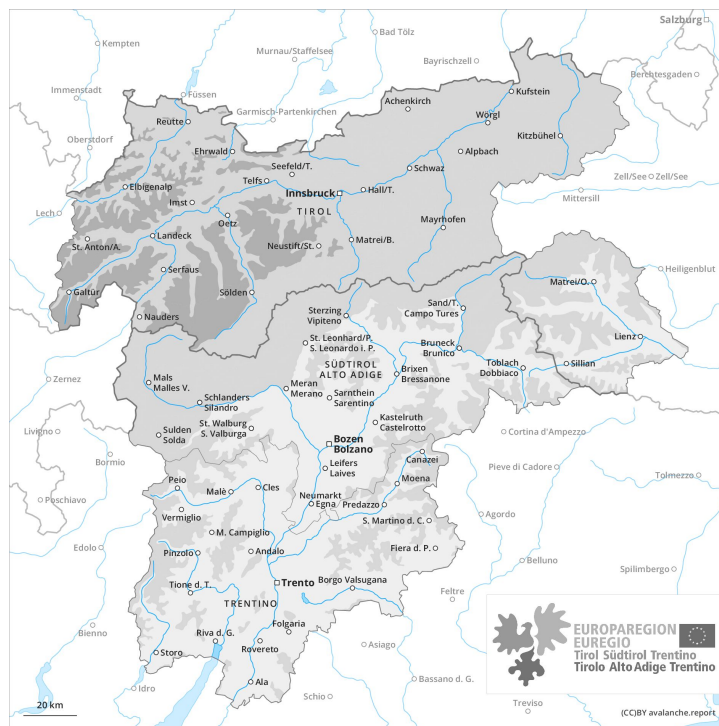 Salzburg
Bad Tölz
Kempten
Murnau/Staffelsee
Bayrischzell
Berchtesgaden
Immenstadt
Füssen
Kufstein
Achenkirch
Garmisch-Partenkirchen
Wörgl
Reutte
Kitzbühel
Oberstdorf
Ehrwald
Alpbach
Seefeld/T.
Schwaz
Telfs
Zell/See
Zell/See
Elbigenalp
Innsbruck
Hall/T.
Mittersill
Imst
TIROL
Lech
Oetz
Mayrhofen
Landeck
St. Anton/A.
Neustift/St.
Matrei/B.
Serfaus
Heiligenblut
Matrei/O.
Galtür
Sölden
Nauders
Sterzing
Vipiteno
Sand/T.
Campo Tures
St. Leonhard/P.
S. Leonardo i. P.
Lienz
Bruneck
Brunico
SÜDTIROL
ALTO ADIGE
Toblach
Dobbiaco
Sillian
Brixen
Bressanone
Zernez
Mals
Malles V.
Meran
Merano
Sarnthein
Sarentino
Schlanders
Silandro
St. Walburg
S. Valburga
Kastelruth
Castelrotto
Livigno
Sulden
Solda
Bozen
Bolzano
Cortina d'Ampezzo
Bormio
Canazei
Leifers
Laives
Pieve di Cadore
Tolmezzo
Peio
Malè
Cles
Moena
Poschiavo
Neumarkt
Egna
Predazzo
Vermiglio
Agordo
S. Martino d. C.
M. Campiglio
Edolo
Pinzolo
Andalo
Fiera d. P.
Belluno
Spilimbergo
Tione d. T.
Trento
Borgo Valsugana
Feltre
TRENTINO
Folgaria
Bienno
Riva d. G.
Rovereto
Asiago
Storo
Ala
Bassano d. G.
Idro
Schio
Treviso
EUROPAREGION
EUREGIO
Tirol Südtirol Trentino
Tirolo Alto Adige Trentino
20 km
(CC)BY avalanche.report